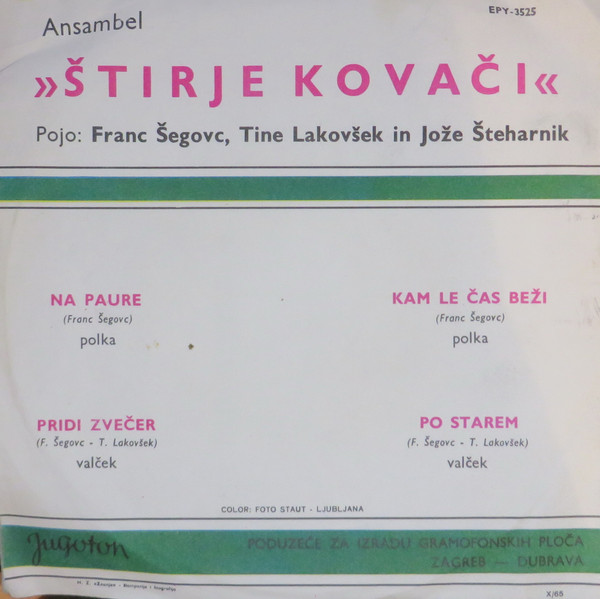 Ansambel
EPY-3525
»ŠTIRJE KOVAČI«
Pojo: Franc Šegovc, Tine Lakovšek in Jože Šteharnik
NA PAURE
(Franc Šegovc)
polka
KAM LE ČAS BEŽI
(Franc Šegovc)
polka
PRIDI ZVEČER
(F. Šegovc - T. Lakovšek)
valček
PO STAREM
(F. Šegovc - T. Lakovšek)
valček
COLOR: FOTO STAUT - LJUBLJANA
Jugoton
PODUZEĆE ZA IZRADU GRAMOFONSKIH PLOČA
ZAGREB — DUBRAVA
X/65